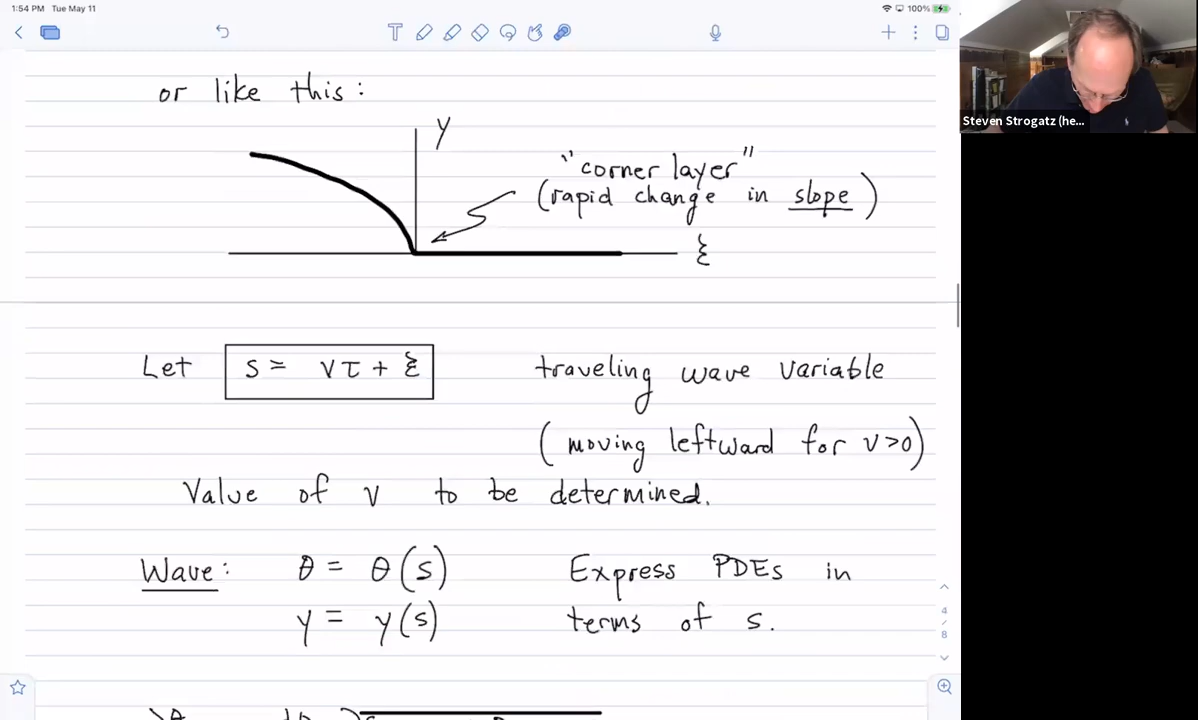 1:54 PM Tue May 11
100%
or like this:
y
"corner layer"
(rapid change in slope)
ξ
Let s = vτ + ξ traveling wave variable
(moving leftward for v>0)
Value of v to be determined.
Wave: θ = θ(s) Express PDEs in
y = y(s) terms of s.
4
/
8
Steven Strogatz (he...